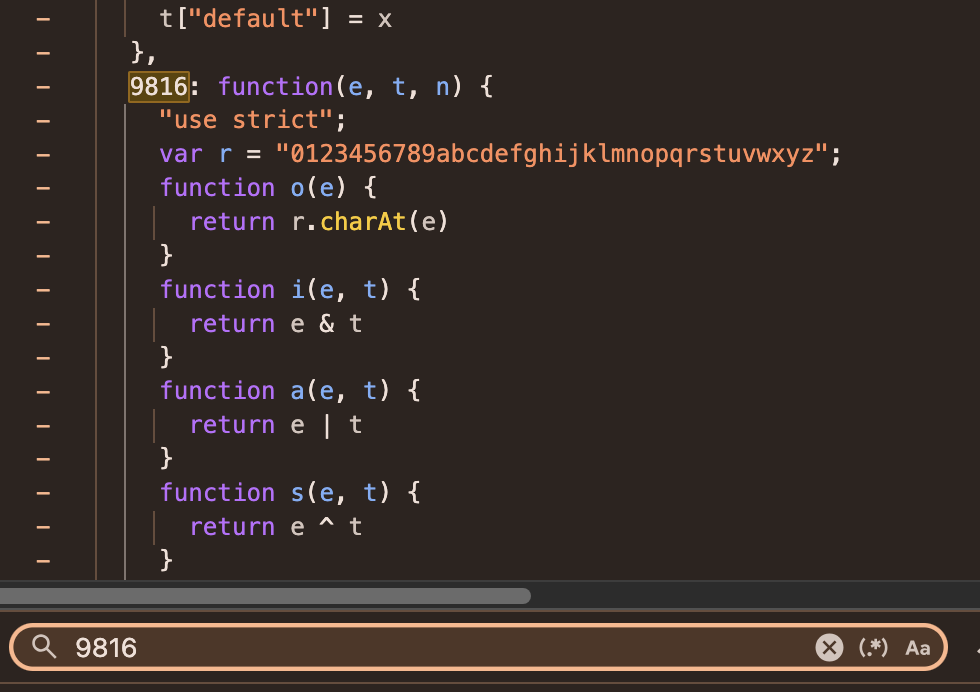 t["default"] = x
},
9816: function(e, t, n) {
"use strict";
var r = "0123456789abcdefghijklmnopqrstuvwxyz";
function o(e) {
return r.charAt(e)
}
function i(e, t) {
return e & t
}
function a(e, t) {
return e | t
}
function s(e, t) {
return e ^ t
}
9816 (.*) Aa